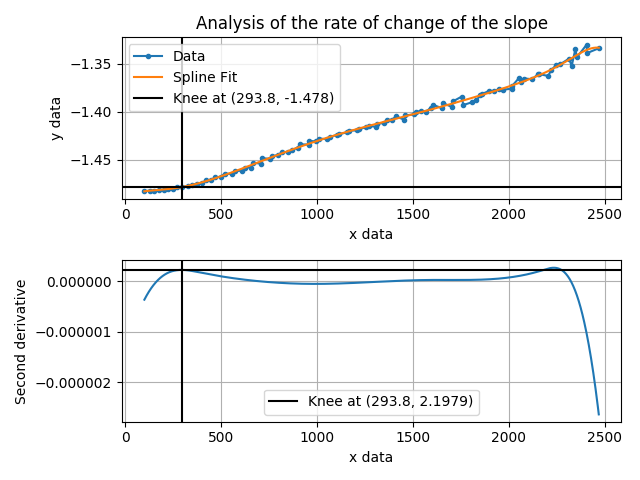 Analysis of the rate of change of the slope
Data
Spline Fit
Knee at (293.8, -1.478)
−1.35
−1.40
−1.45
y data
0
500
1000
1500
2000
2500
x data
0.000000
−0.000001
−0.000002
Second derivative
Knee at (293.8, 2.1979)
0
500
1000
1500
2000
2500
x data